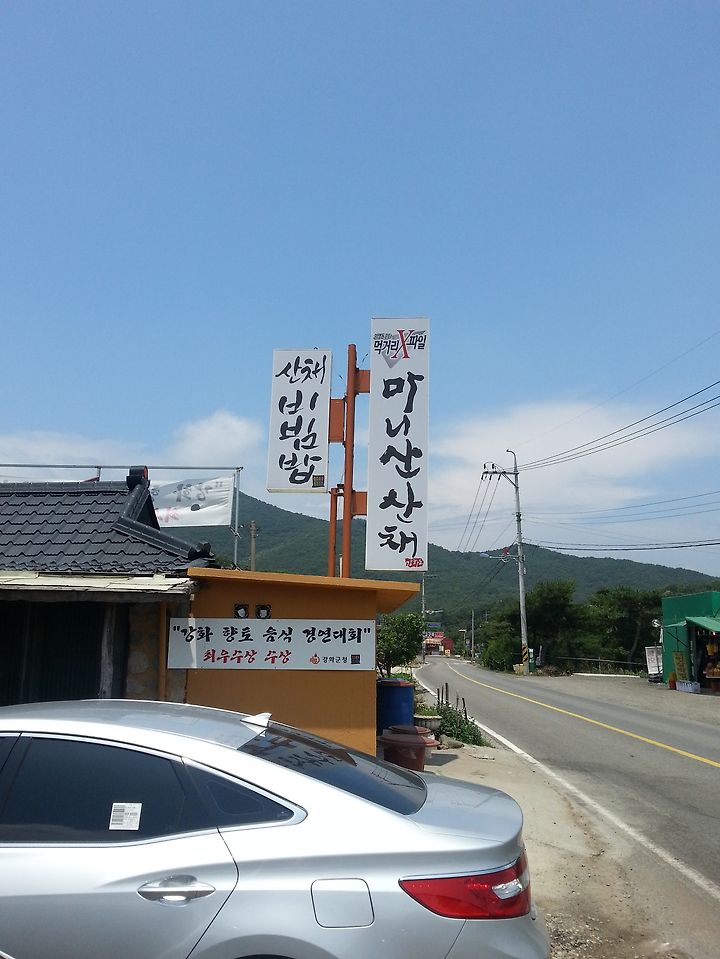 산채
비빔밥
먹거리X파일
마니산산채
"강화 향토 음식 경연대회"
최우수상 수상
강화군청